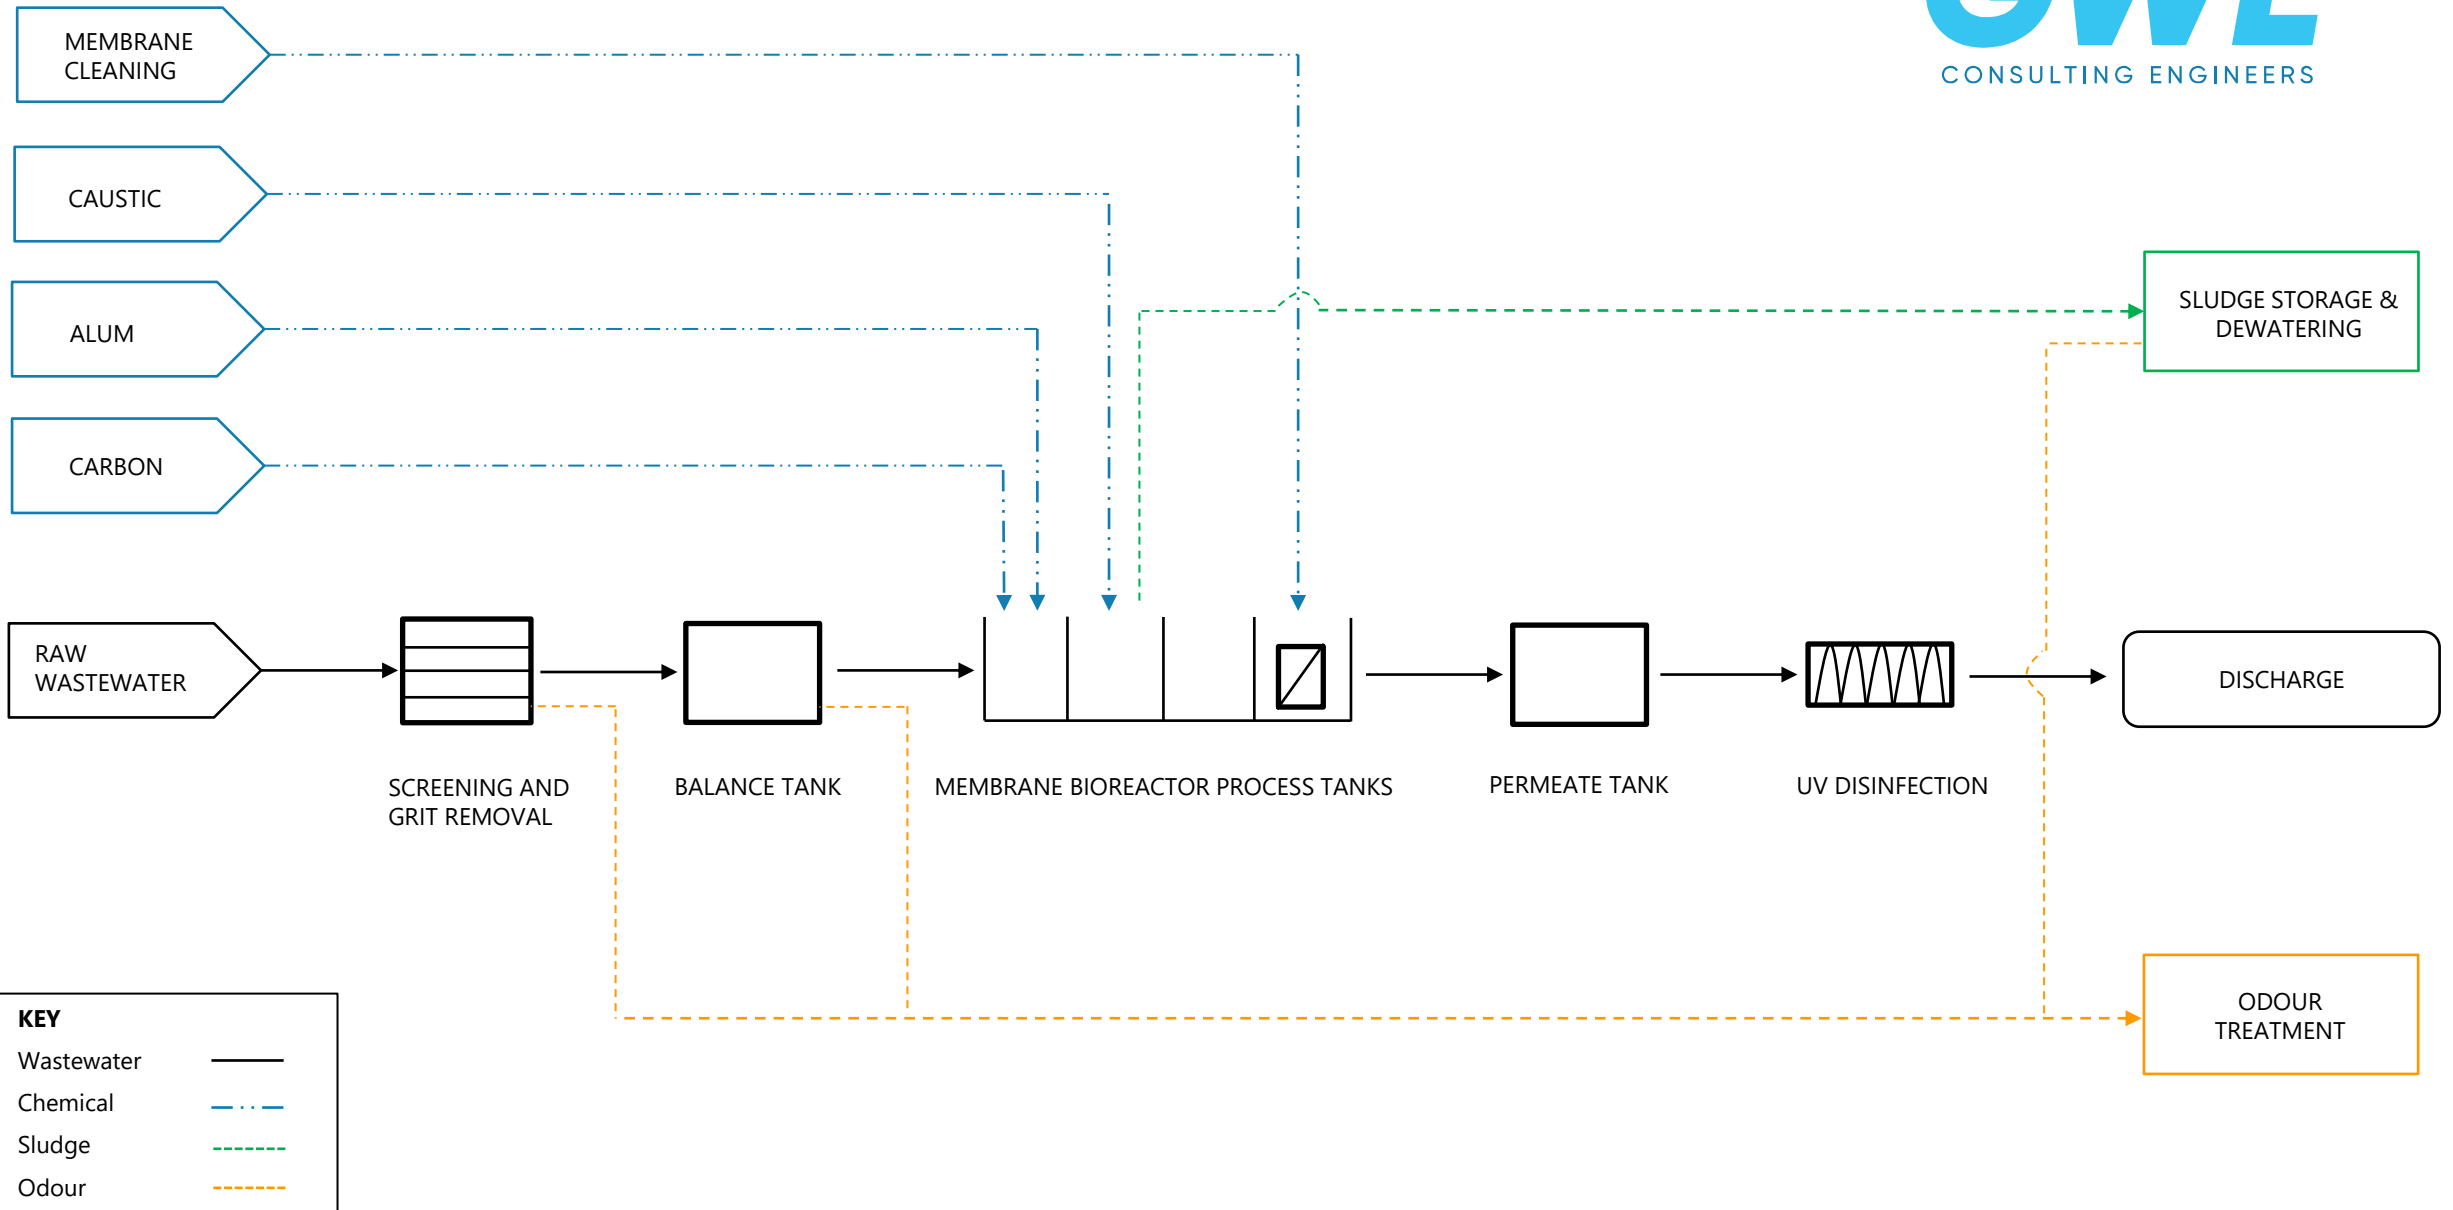 MEMBRANE
CLEANING
CONSULTING ENGINEERS
CAUSTIC
ALUM
CARBON
SLUDGE STORAGE &
DEWATERING
RAW
WASTEWATER
DISCHARGE
SCREENING AND
GRIT REMOVAL
BALANCE TANK
MEMBRANE BIOREACTOR PROCESS TANKS
PERMEATE TANK
UV DISINFECTION
ODOUR
TREATMENT
KEY
Wastewater
Chemical
Sludge
Odour